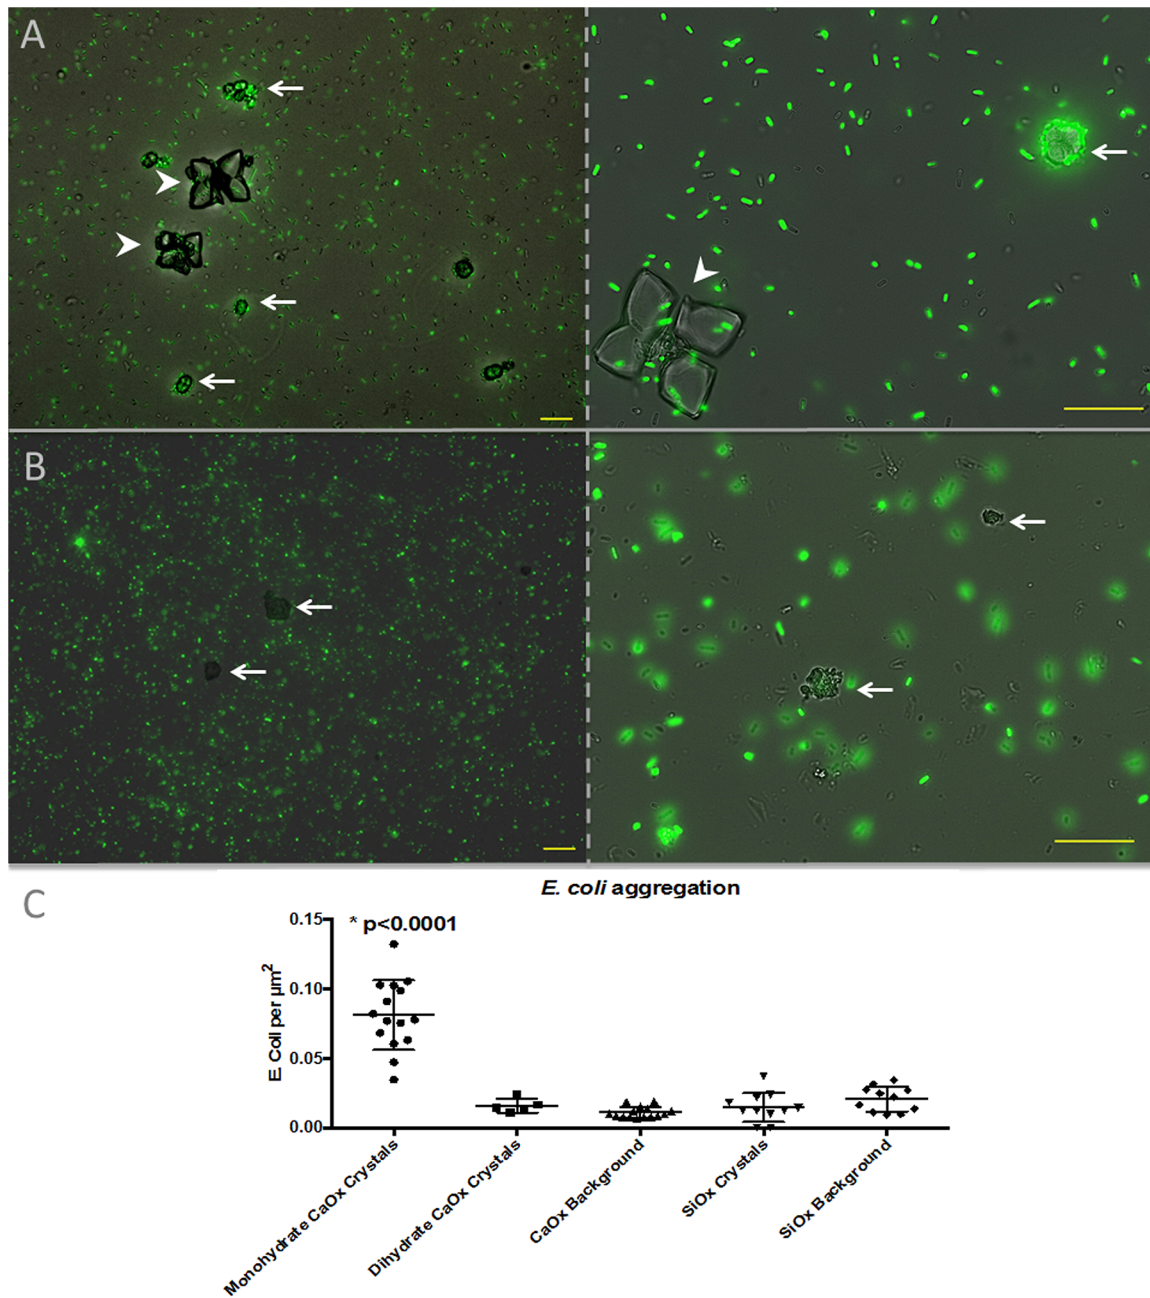 A
B
C
E. coli aggregation
* p<0.0001
E. Coli per µm2
0.15
0.10
0.05
0.00
Monohydrate CaOx Crystals
Dihydrate CaOx Crystals
CaOx Background
SiOx Crystals
SiOx Background